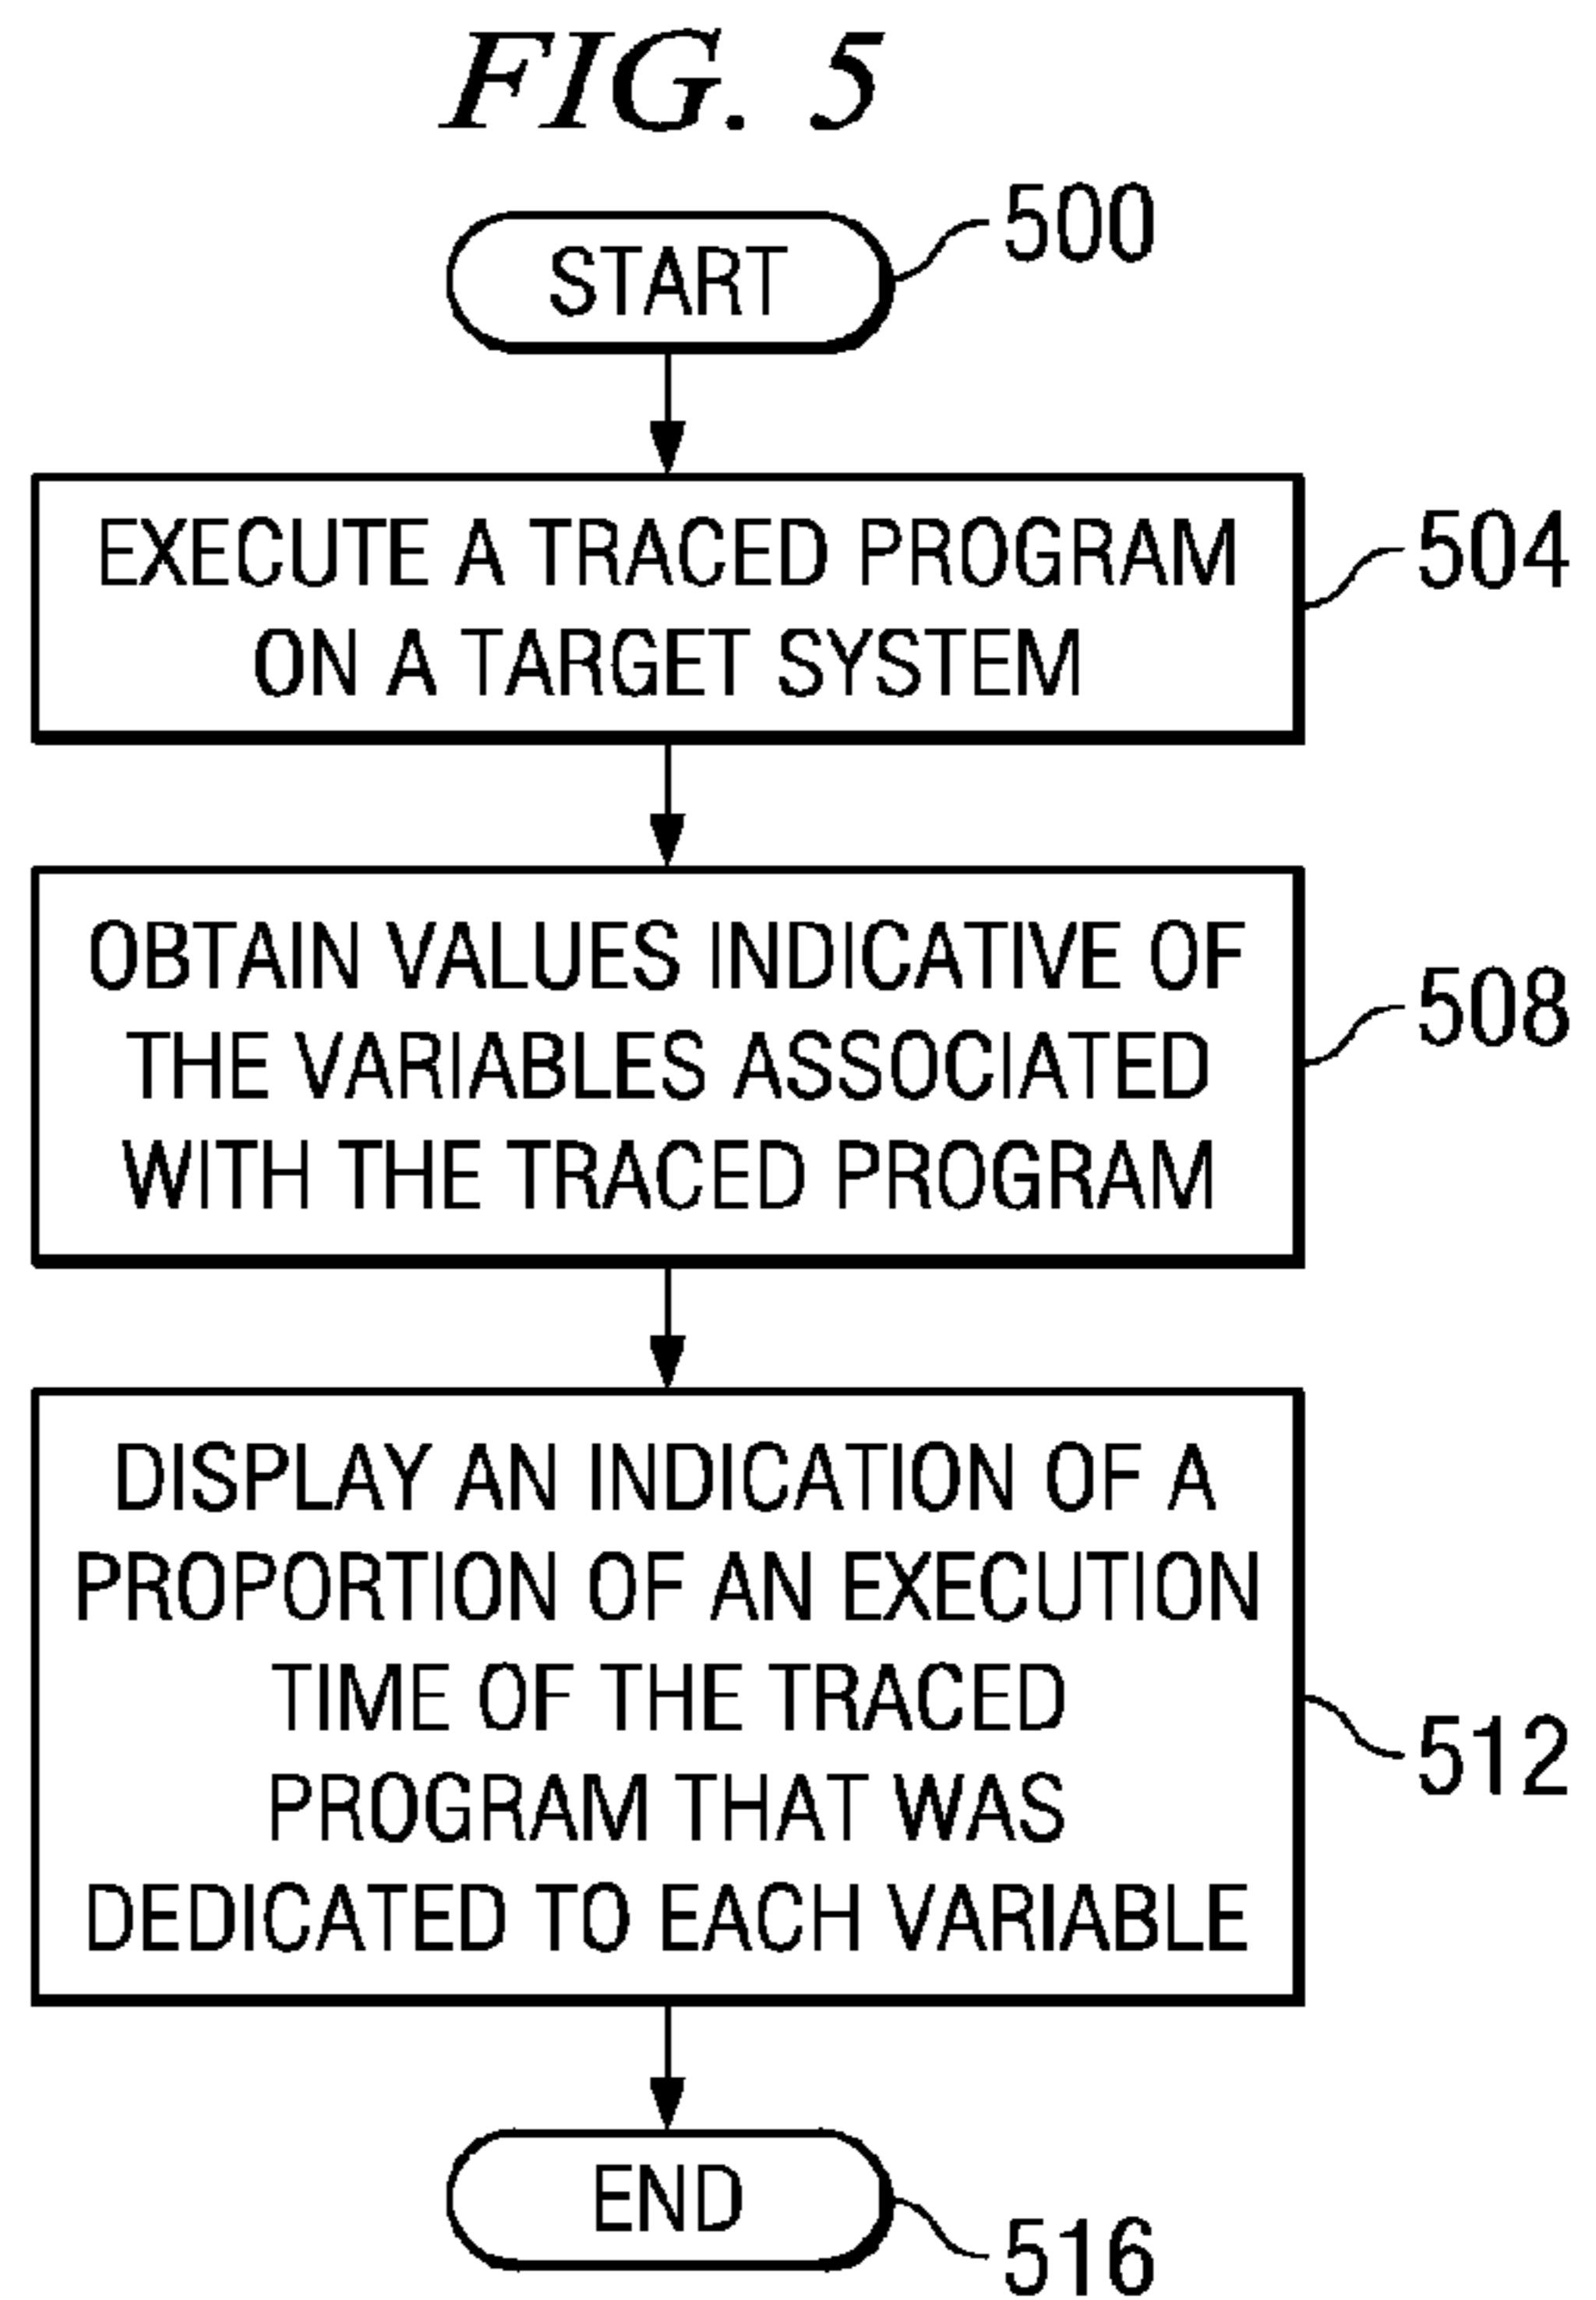 FIG. 5
START
500
EXECUTE A TRACED PROGRAM
ON A TARGET SYSTEM
504
OBTAIN VALUES INDICATIVE OF
THE VARIABLES ASSOCIATED
WITH THE TRACED PROGRAM
508
DISPLAY AN INDICATION OF A
PROPORTION OF AN EXECUTION
TIME OF THE TRACED
PROGRAM THAT WAS
DEDICATED TO EACH VARIABLE
512
END
516